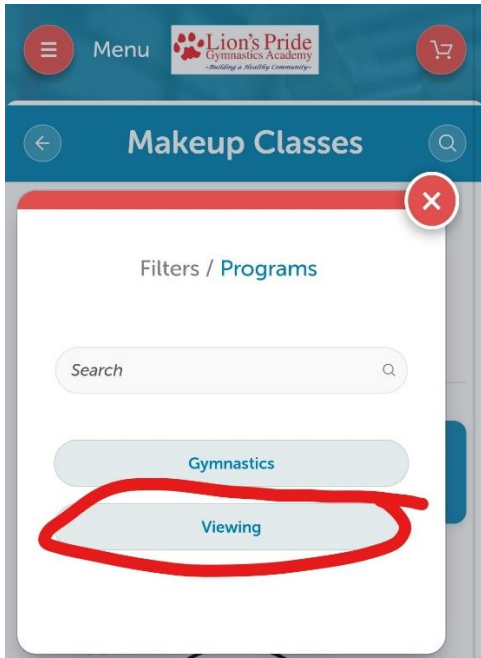 Menu
Lion's Pride
Gymnastics Academy
~Building a Healthy Community~
Makeup Classes
Filters / Programs
Search
Gymnastics
Viewing